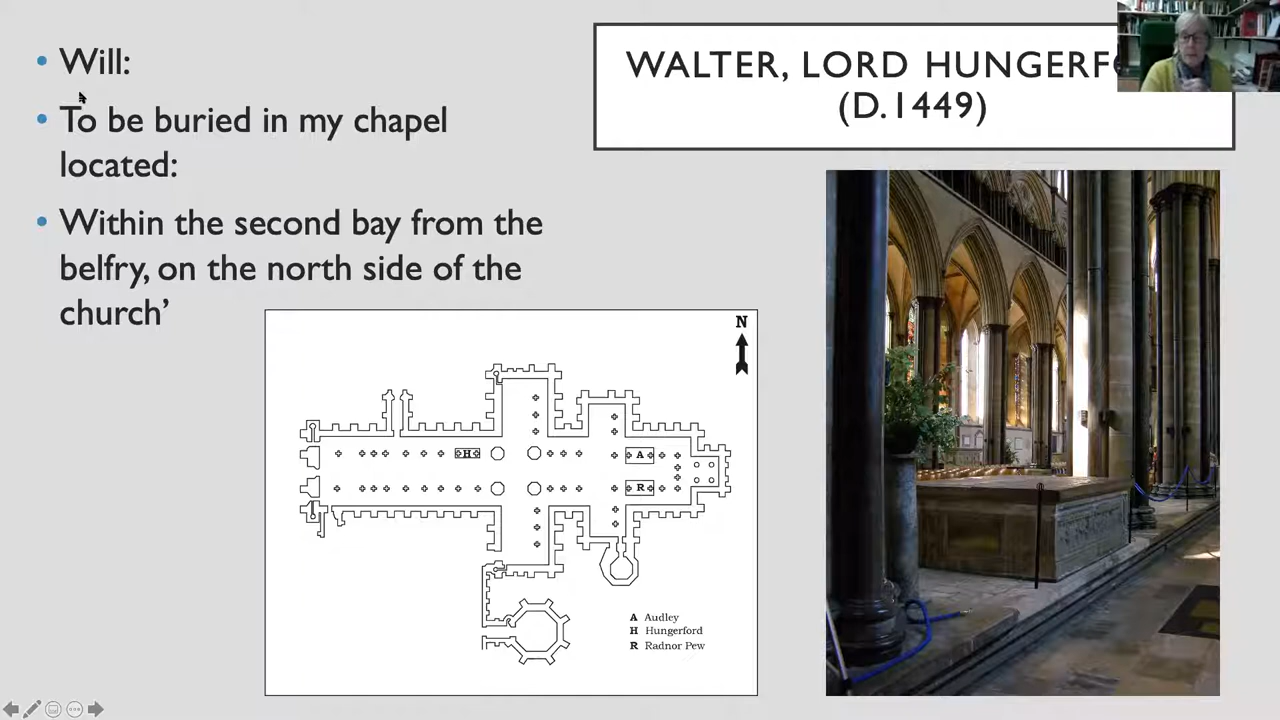 Will:
To be buried in my chapel
located:
Within the second bay from the
belfry, on the north side of the
church’
WALTER, LORD HUNGERF
(D.1449)
N
H
A
R
A Audley
H Hungerford
R Radnor Pew